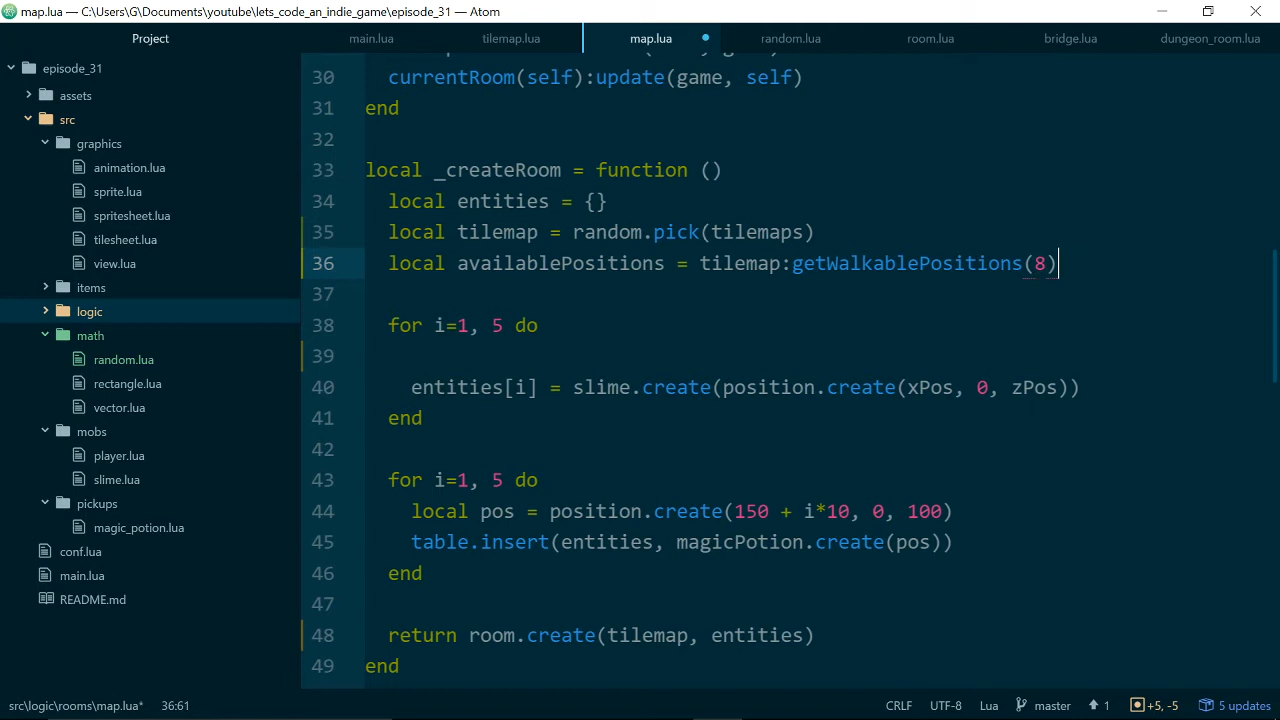 map.lua — C:\Users\G\Documents\youtube\lets_code_an_indie_game\episode_31 — Atom
Project
main.lua
tilemap.lua
map.lua
random.lua
room.lua
bridge.lua
dungeon_room.lua
episode_31
assets
src
graphics
animation.lua
sprite.lua
spritesheet.lua
tilesheet.lua
view.lua
items
logic
math
random.lua
rectangle.lua
vector.lua
mobs
player.lua
slime.lua
pickups
magic_potion.lua
conf.lua
main.lua
README.md
30 currentRoom(self):update(game, self)
31 end
32
33 local _createRoom = function ()
34 local entities = {}
35 local tilemap = random.pick(tilemaps)
36 local availablePositions = tilemap:getWalkablePositions(8)
37
38 for i=1, 5 do
39
40 entities[i] = slime.create(position.create(xPos, 0, zPos))
41 end
42
43 for i=1, 5 do
44 local pos = position.create(150 + i*10, 0, 100)
45 table.insert(entities, magicPotion.create(pos))
46 end
47
48 return room.create(tilemap, entities)
49 end
src\logic\rooms\map.lua* 36:61 CRLF UTF-8 Lua master 1 +5, -5 5 updates